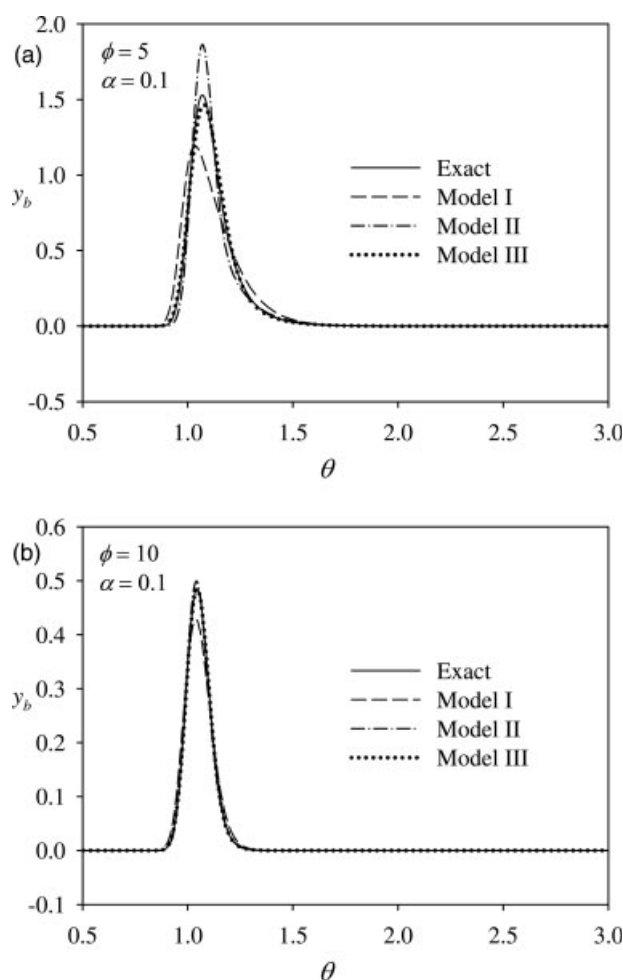 (a)
ϕ = 5
α = 0.1
2.0
1.5
1.0
0.5
0.0
-0.5
y_b
Exact
Model I
Model II
Model III
0.5 1.0 1.5 2.0 2.5 3.0
θ
(b)
ϕ = 10
α = 0.1
0.6
0.5
0.4
0.3
0.2
0.1
0.0
-0.1
y_b
Exact
Model I
Model II
Model III
0.5 1.0 1.5 2.0 2.5 3.0
θ